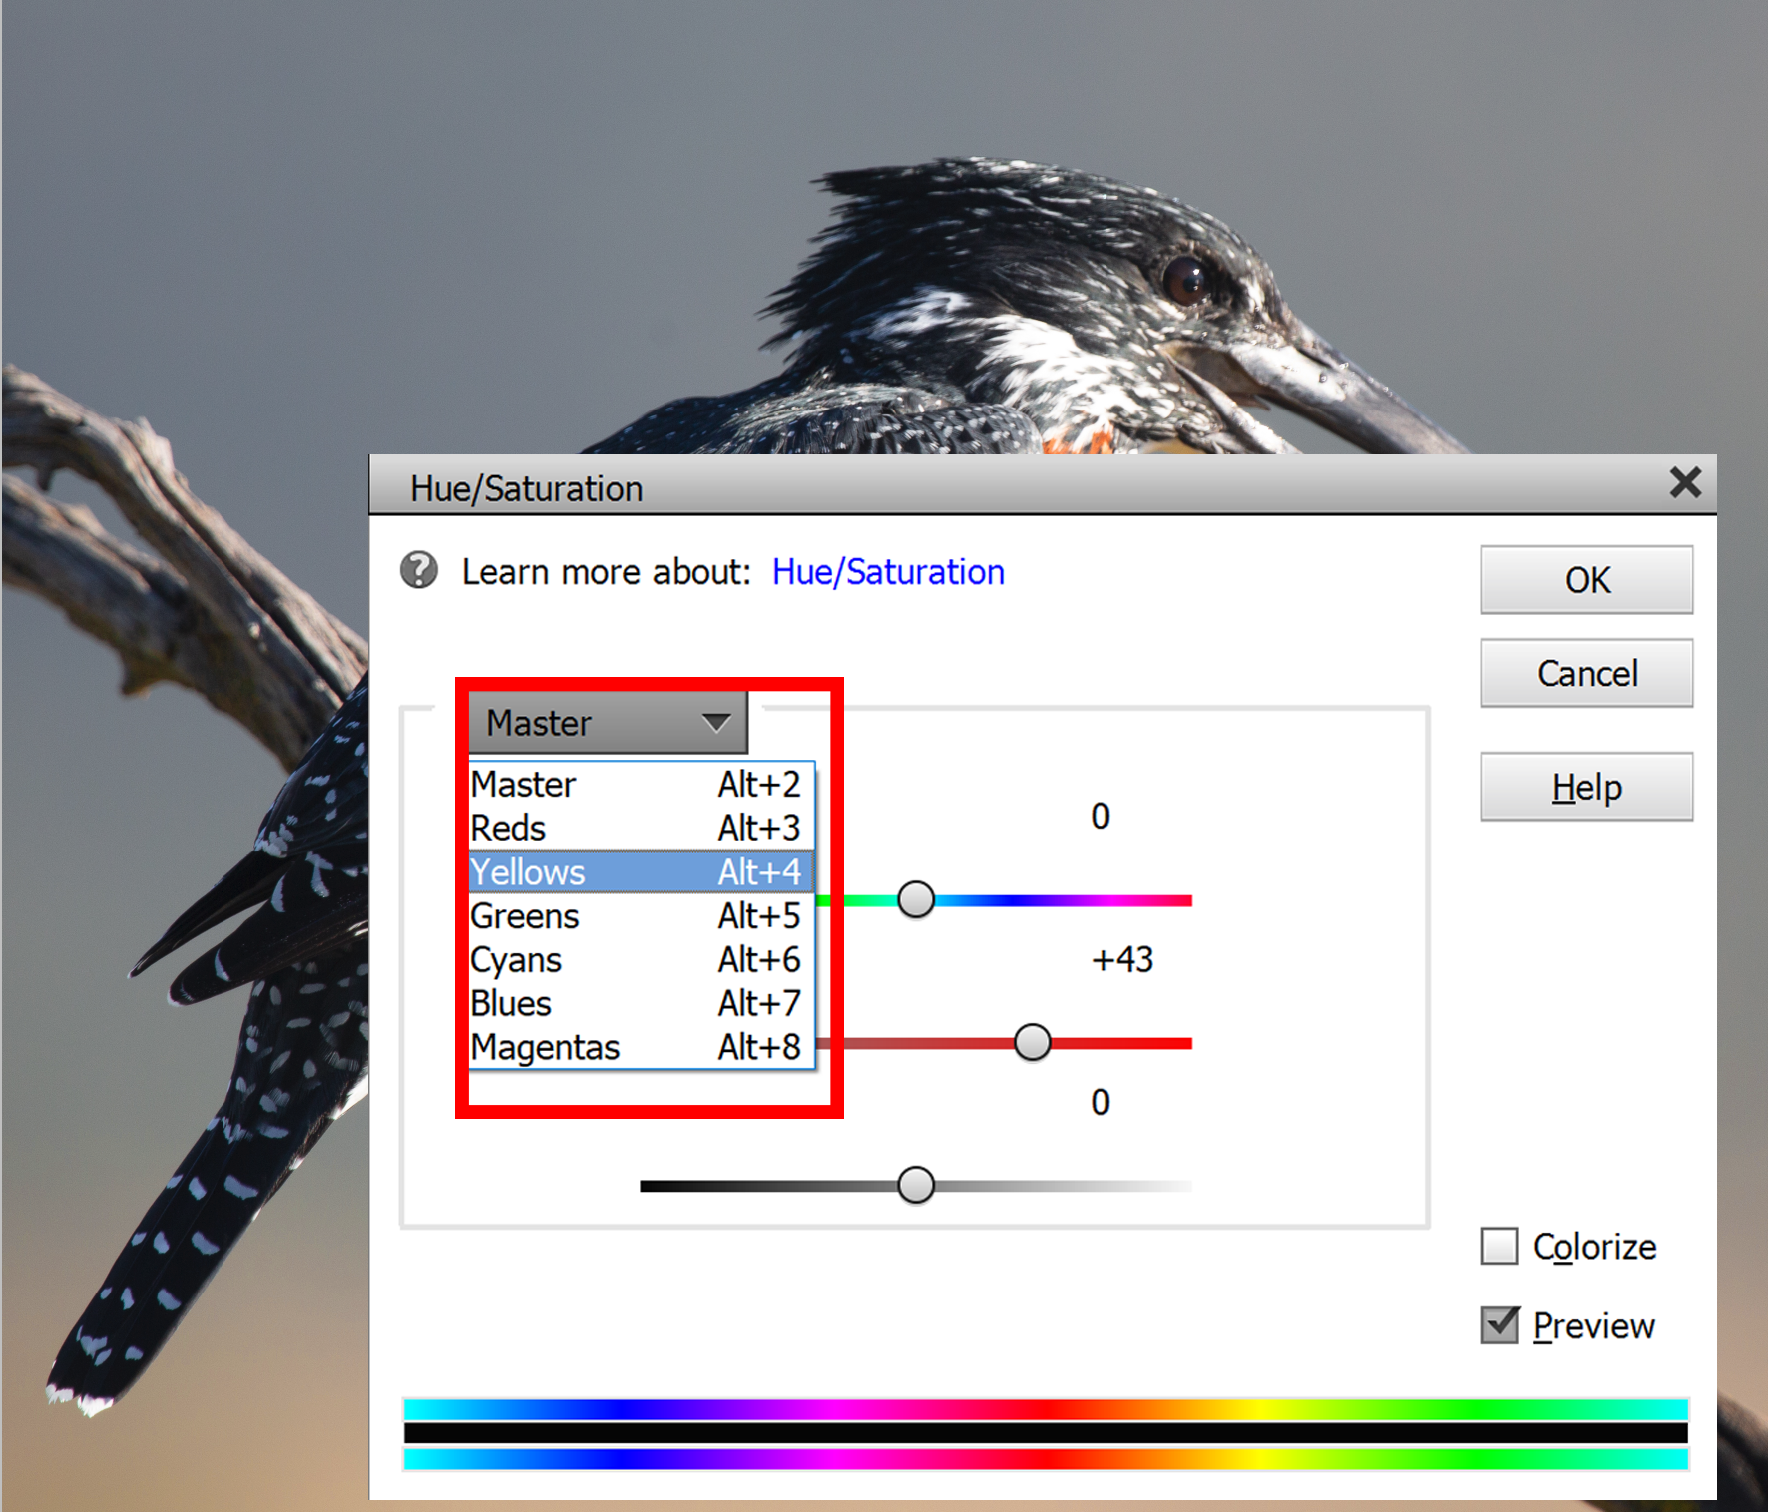 Hue/Saturation
Learn more about: Hue/Saturation
OK
Cancel
Help
Master
Master Alt+2
Reds Alt+3
Yellows Alt+4
Greens Alt+5
Cyans Alt+6
Blues Alt+7
Magentas Alt+8
0
+43
0
Colorize
Preview